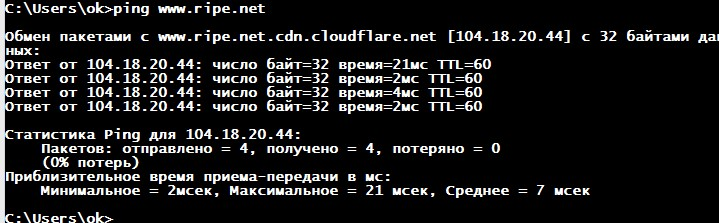 C:\Users\ok>ping www.ripe.net
Обмен пакетами с www.ripe.net.cdn.cloudflare.net [104.18.20.44] с 32 байтами дан
ных:
Ответ от 104.18.20.44: число байт=32 время=21мс TTL=60
Ответ от 104.18.20.44: число байт=32 время=2мс TTL=60
Ответ от 104.18.20.44: число байт=32 время=4мс TTL=60
Ответ от 104.18.20.44: число байт=32 время=2мс TTL=60
Статистика Ping для 104.18.20.44:
Пакетов: отправлено = 4, получено = 4, потеряно = 0
(0% потерь)
Приблизительное время приема-передачи в мс:
Минимальное = 2мсек, Максимальное = 21 мсек, Среднее = 7 мсек
C:\Users\ok>